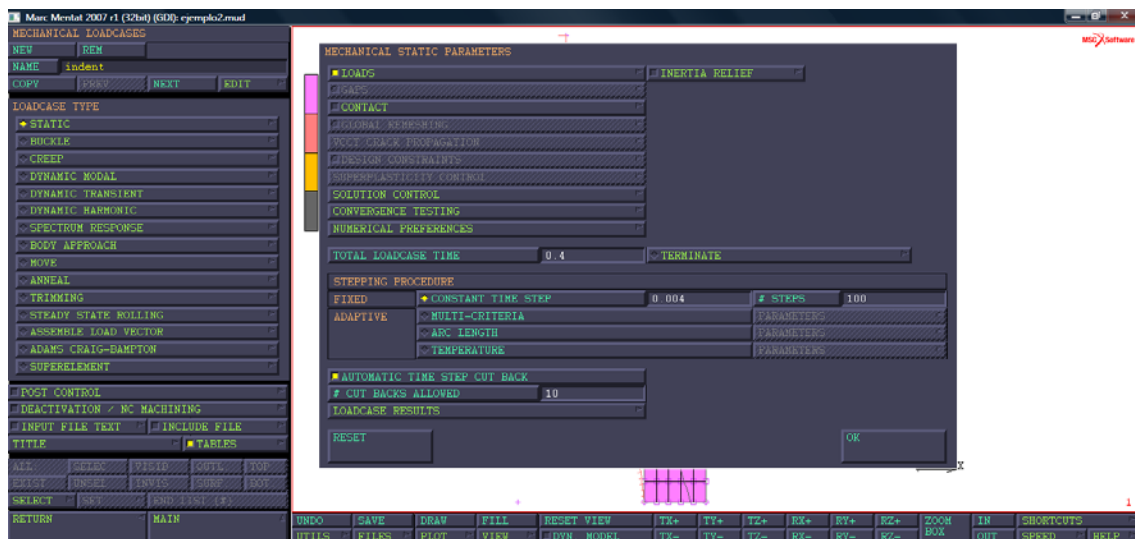 Marc Mentat 2007 r1 (32bit) (GDI): ejemplo2.mud
MECHANICAL LOADCASES
NEW REM
NAME indent
COPY PREV NEXT EDIT
LOADCASE TYPE
STATIC
BUCKLE
CREEP
DYNAMIC MODAL
DYNAMIC TRANSIENT
DYNAMIC HARMONIC
SPECTRUM RESPONSE
BODY APPROACH
MOVE
ANNEAL
TRIMMING
STEADY STATE ROLLING
ASSEMBLE LOAD VECTOR
ADAMS CRAIG-BAMPTON
SUPERELEMENT
POST CONTROL
DEACTIVATION / NC MACHINING
INPUT FILE TEXT INCLUDE FILE
TITLE TABLES
ALL SELEC VISIB OUTL TOP
EXIST UNSEL INVIS SURF BOT
SELECT SET END LIST (#)
RETURN MAIN
MSC Software
MECHANICAL STATIC PARAMETERS
LOADS INERTIA RELIEF
GAPS
CONTACT
GLOBAL REMESHING
VCCT CRACK PROPAGATION
DESIGN CONSTRAINTS
SUPERPLASTICITY CONTROL
SOLUTION CONTROL
CONVERGENCE TESTING
NUMERICAL PREFERENCES
TOTAL LOADCASE TIME 0.4 TERMINATE
STEPPING PROCEDURE
FIXED CONSTANT TIME STEP 0.004 # STEPS 100
ADAPTIVE MULTI-CRITERIA PARAMETERS
ARC LENGTH PARAMETERS
TEMPERATURE PARAMETERS
AUTOMATIC TIME STEP CUT BACK
# CUT BACKS ALLOWED 10
LOADCASE RESULTS
RESET OK
X
1
UNDO SAVE DRAW FILL RESET VIEW TX+ TY+ TZ+ RX+ RY+ RZ+ ZOOM BOX IN SHORTCUTS
UTILS FILES PLOT VIEW DYN. MODEL TX- TY- TZ- RX- RY- RZ- OUT SPEED HELP